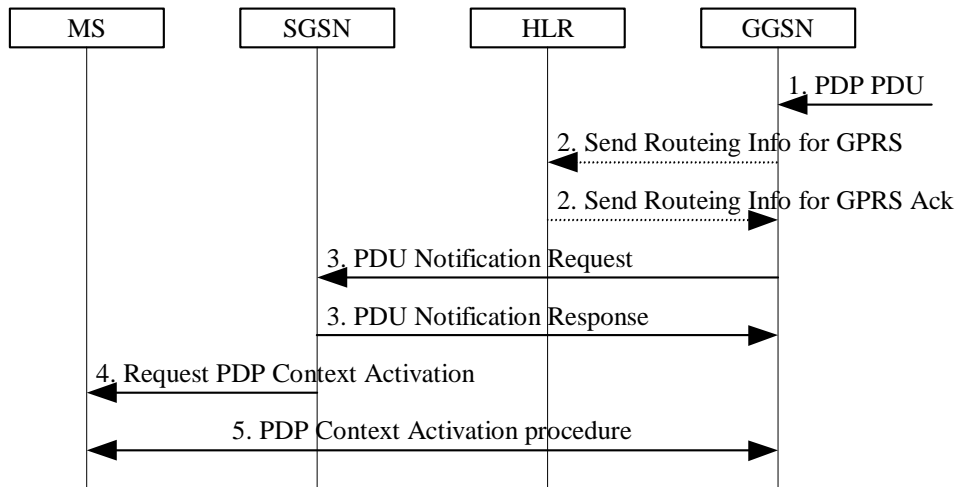 MS
SGSN
HLR
GGSN
1. PDP PDU
2. Send Routeing Info for GPRS
2. Send Routeing Info for GPRS Ack
3. PDU Notification Request
3. PDU Notification Response
4. Request PDP Context Activation
5. PDP Context Activation procedure